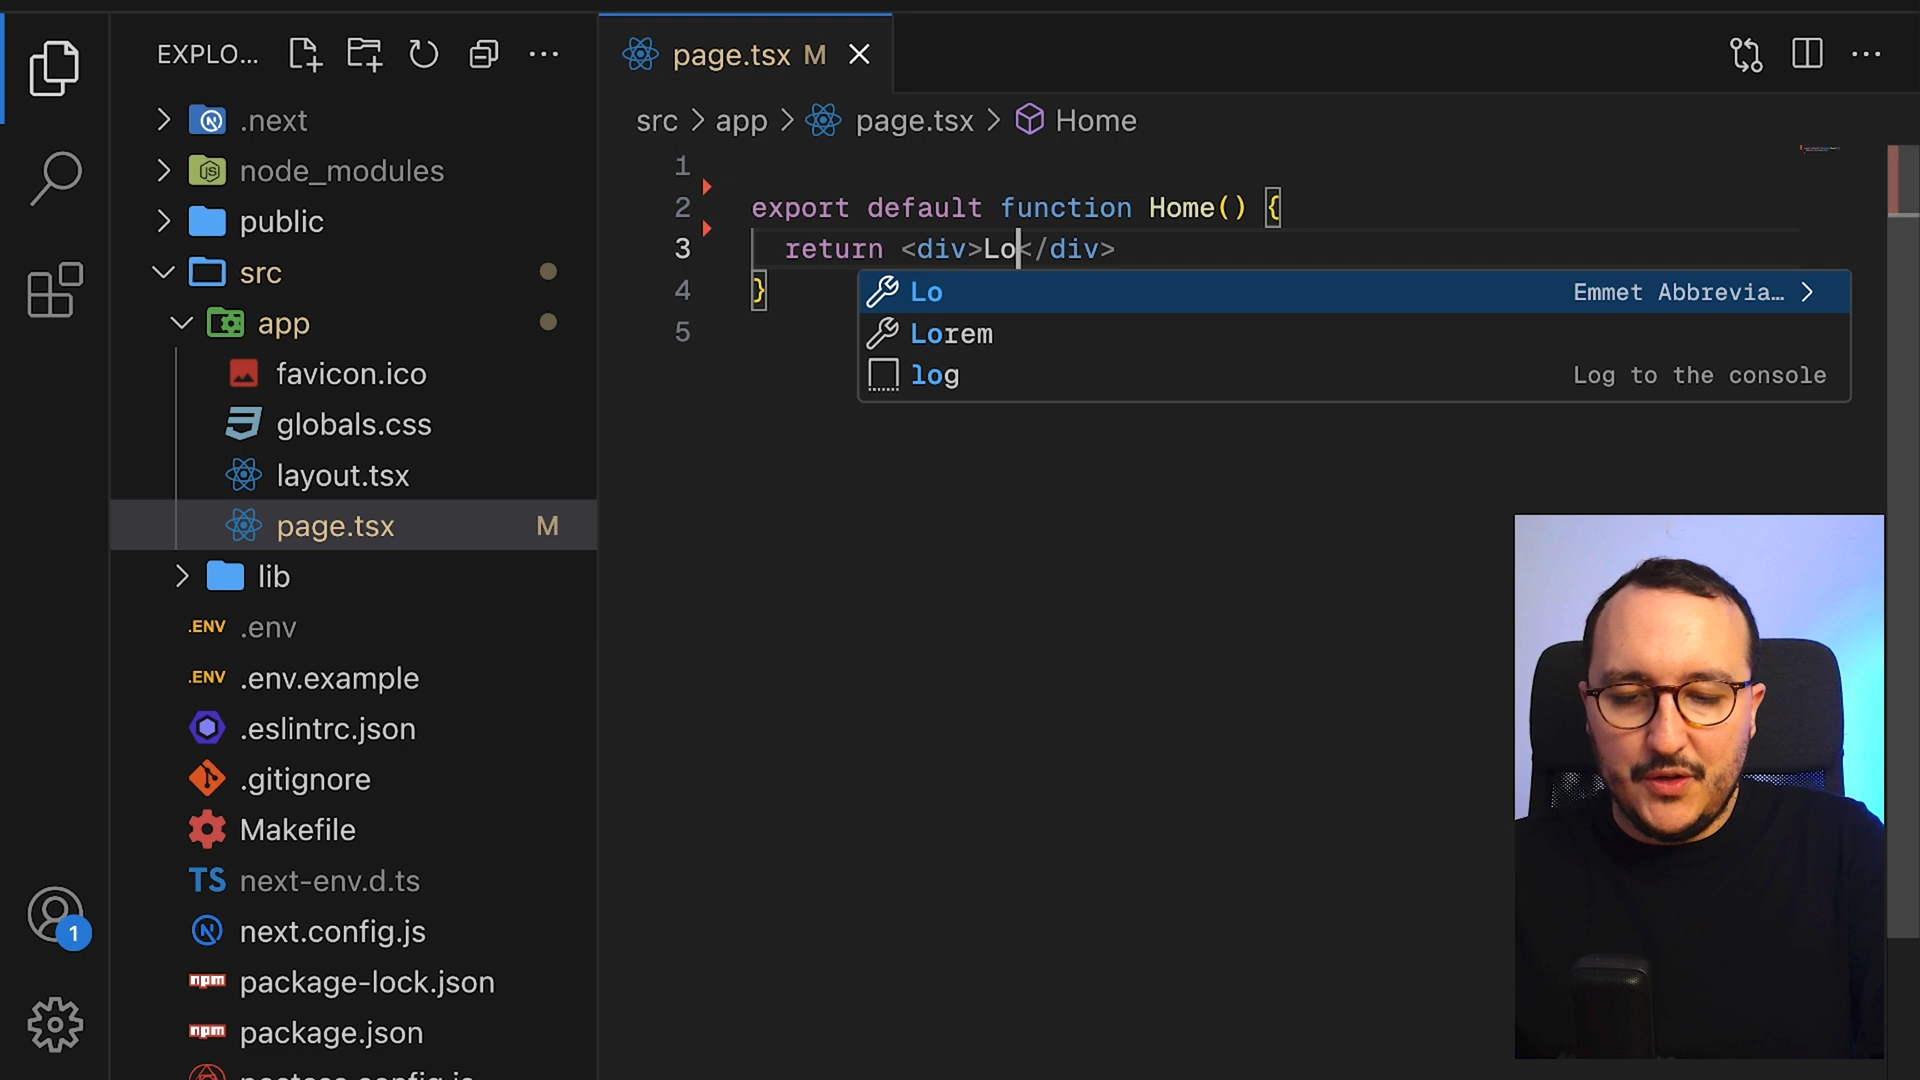 EXPLO...
page.tsx M
.next
node_modules
public
src
app
favicon.ico
globals.css
layout.tsx
page.tsx M
lib
.ENV .env
.ENV .env.example
.eslintrc.json
.gitignore
Makefile
TS next-env.d.ts
N next.config.js
npm package-lock.json
npm package.json
1
src > app > page.tsx > Home
1
2 export default function Home() {
3 return <div>Lo</div>
4 }
5
Lo Emmet Abbrevia… >
Lorem
log Log to the console